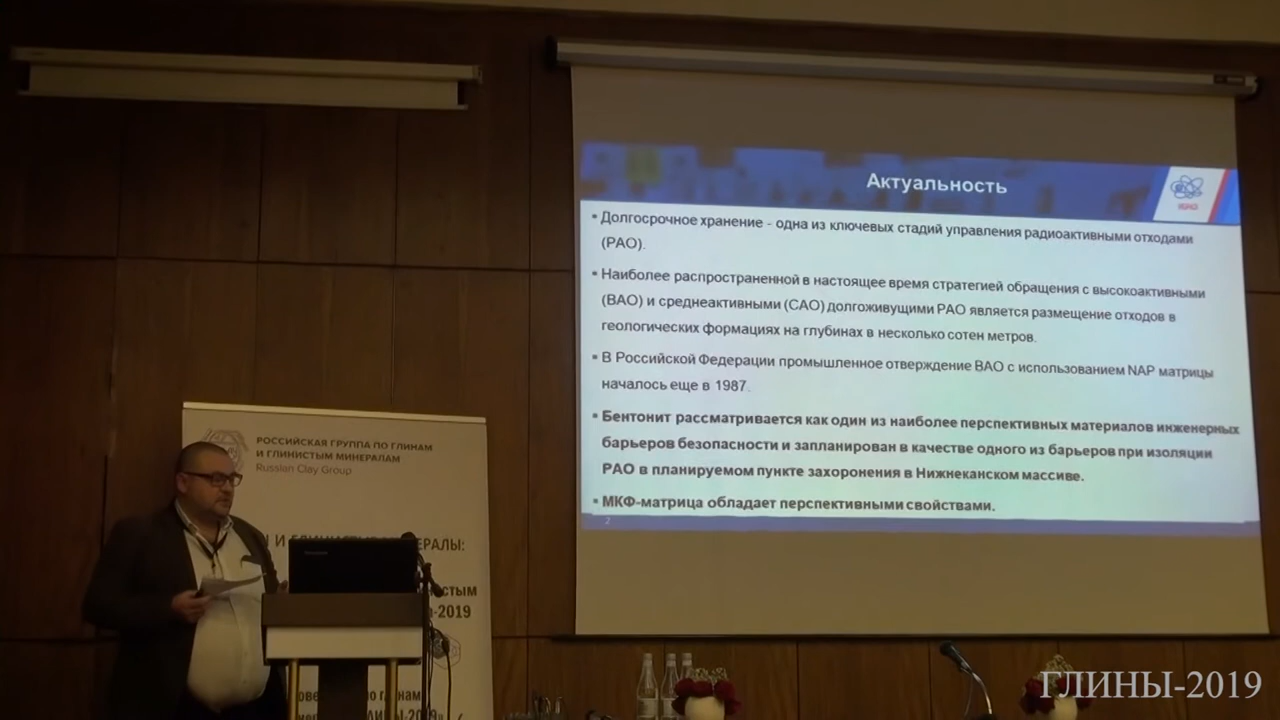 Актуальность
▪ Долгосрочное хранение - одна из ключевых стадий управления радиоактивными отходами
(РАО).
▪ Наиболее распространенной в настоящее время стратегией обращения с высокоактивными
(ВАО) и среднеактивными (САО) долгоживущими РАО является размещение отходов в
геологических формациях на глубинах в несколько сотен метров.
▪ В Российской Федерации промышленное отверждение ВАО с использованием NAP матрицы
началось еще в 1987.
▪ Бентонит рассматривается как один из наиболее перспективных материалов инженерных
барьеров безопасности и запланирован в качестве одного из барьеров при изоляции
РАО в планируемом пункте захоронения в Нижнеканском массиве.
▪ МКФ-матрица обладает перспективными свойствами.
2
РОССИЙСКАЯ ГРУППА ПО ГЛИНАМ
И ГЛИНИСТЫМ МИНЕРАЛАМ
Russian Clay Group
И
-2019
ГЛИНЫ-2019